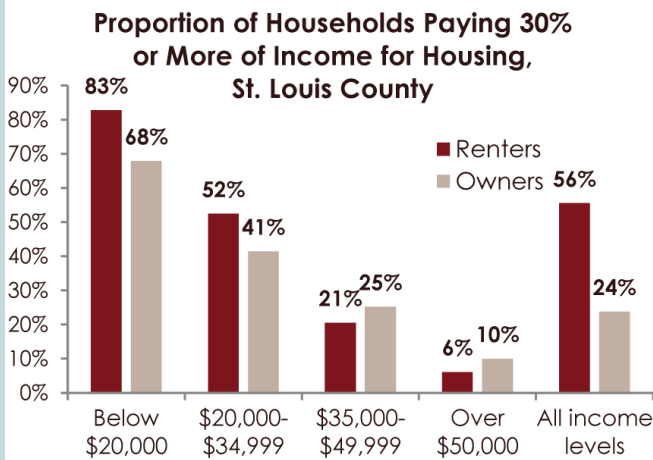 Proportion of Households Paying 30%
or More of Income for Housing,
St. Louis County
90%
80%
70%
60%
50%
40%
30%
20%
10%
0%
83%
68%
52%
41%
21%
25%
6%
10%
56%
24%
Renters
Owners
Below
$20,000
$20,000-
$34,999
$35,000-
$49,999
Over
$50,000
All income
levels